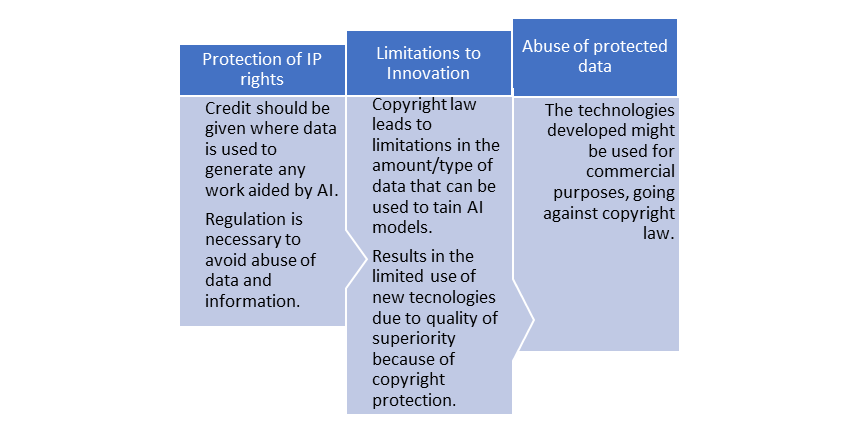 Protection of IP
rights
Credit should be
given where data
is used to
generate any
work aided by AI.
Regulation is
necessary to
avoid abuse of
data and
information.
Limitations to
Innovation
Copyright law
leads to
limitations in the
amount/type of
data that can be
used to tain AI
models.
Results in the
limited use of
new tecnologies
due to quality of
superiority
because of
copyright
protection.
Abuse of protected
data
The technologies
developed might
be used for
commercial
purposes, going
against copyright
law.